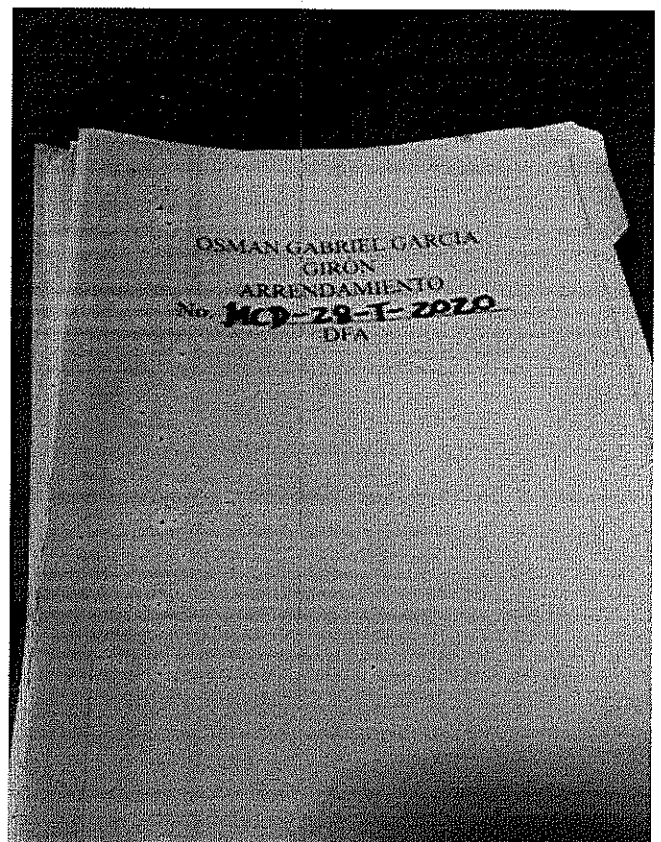 OSMAN GABRIEL GARCIA
GIRON
ARRENDAMIENTO
No. MCD-28-I-2020
DFA